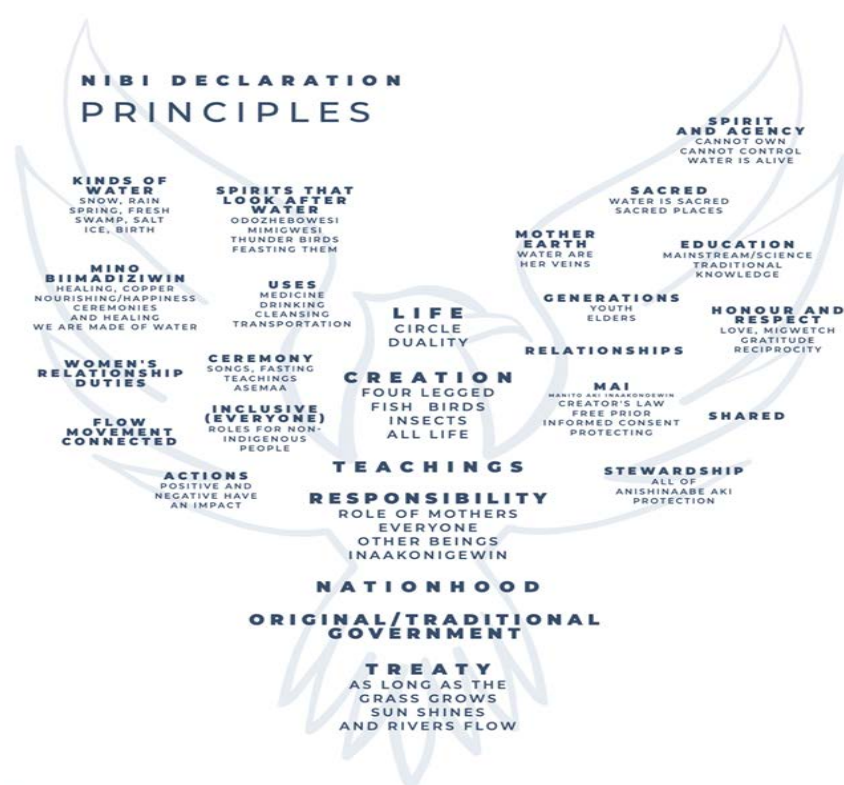 NIBI DECLARATION
PRINCIPLES
KINDS OF
WATER
SNOW, RAIN
SPRING, FRESH
SWAMP, SALT
ICE, BIRTH
SPIRITS THAT
LOOK AFTER
WATER
ODOZHEBOWESI
MIMIGWESI
THUNDER BIRDS
FEASTING THEM
MINO
BIIMADIZIWIN
HEALING, COPPER
NOURISHING/HAPPINESS
CEREMONIES
AND HEALING
WE ARE MADE OF WATER
USES
MEDICINE
DRINKING
CLEANSING
TRANSPORTATION
WOMEN'S
RELATIONSHIP
DUTIES
CEREMONY
SONGS, FASTING
TEACHINGS
ASEMAA
FLOW
MOVEMENT
CONNECTED
INCLUSIVE
(EVERYONE)
ROLES FOR NON-
INDIGENOUS
PEOPLE
ACTIONS
POSITIVE AND
NEGATIVE HAVE
AN IMPACT
LIFE
CIRCLE
DUALITY
CREATION
FOUR LEGGED
FISH BIRDS
INSECTS
ALL LIFE
TEACHINGS
RESPONSIBILITY
ROLE OF MOTHERS
EVERYONE
OTHER BEINGS
INAAKONIGEWIN
NATIONHOOD
ORIGINAL/TRADITIONAL
GOVERNMENT
TREATY
AS LONG AS THE
GRASS GROWS
SUN SHINES
AND RIVERS FLOW
SPIRIT
AND AGENCY
CANNOT OWN
CANNOT CONTROL
WATER IS ALIVE
SACRED
WATER IS SACRED
SACRED PLACES
MOTHER
EARTH
WATER ARE
HER VEINS
EDUCATION
MAINSTREAM/SCIENCE
TRADITIONAL
KNOWLEDGE
GENERATIONS
YOUTH
ELDERS
HONOUR AND
RESPECT
LOVE, MIGWETCH
GRATITUDE
RECIPROCITY
RELATIONSHIPS
MAI
MANITO AKI INAAKONGEWIN
CREATOR'S LAW
FREE PRIOR
INFORMED CONSENT
PROTECTING
SHARED
STEWARDSHIP
ALL OF
ANISHINAABE AKI
PROTECTION